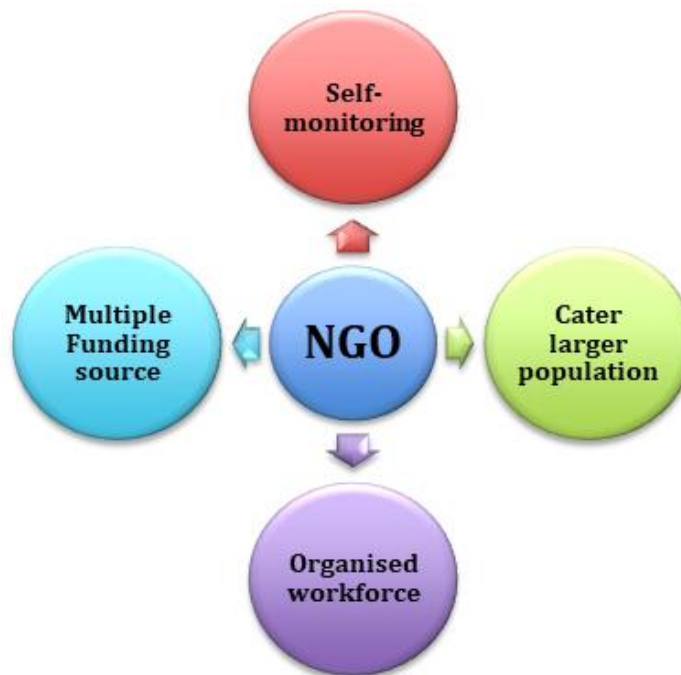 Self-
monitoring
Multiple
Funding
source
NGO
Cater
larger
population
Organised
workforce